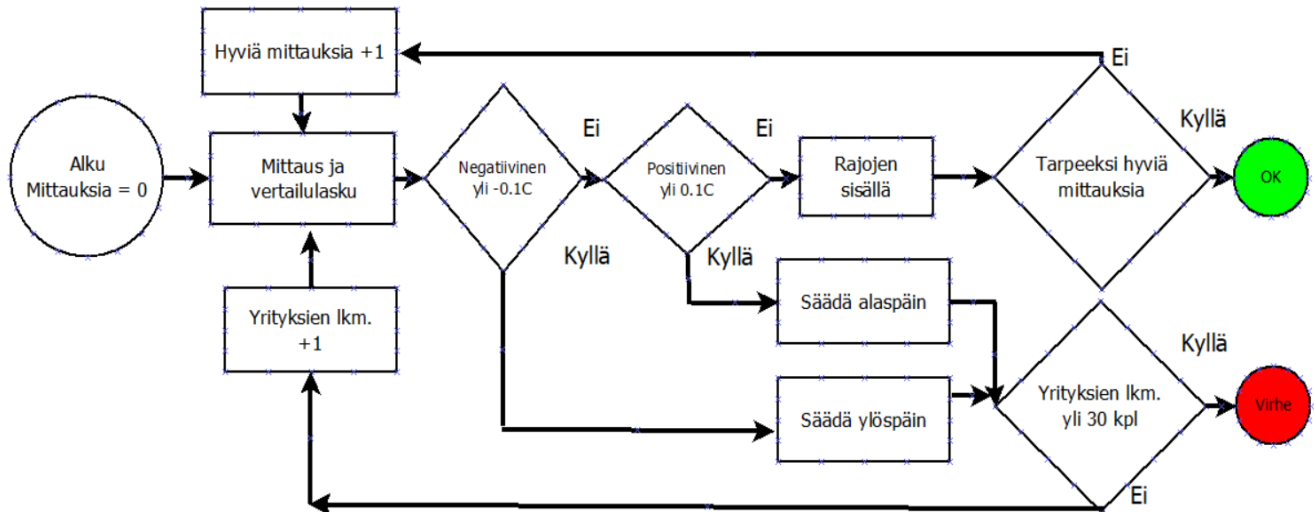 Hyviä mittauksia +1
Ei
Kyllä
Alku
Mittauksia = 0
Mittaus ja
vertailulasku
Negatiivinen
yli -0.1C
Ei
Positiivinen
yli 0.1C
Ei
Rajojen
sisällä
Tarpeeksi hyviä
mittauksia
OK
Kyllä
Kyllä
Yrityksien lkm.
+1
Säädä alaspäin
Kyllä
Säädä ylöspäin
Yrityksien lkm.
yli 30 kpl
Virhe
Ei